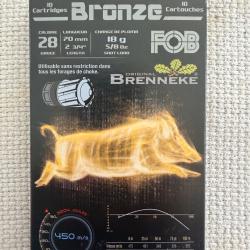 10 Cartridges
Bronze
10 Cartouches
CALIBRE
28
GAUGE
LONGUEUR
70 mm
2 3/4"
LENGTH
CHARGE DE PLOMB
18 g
5/8 Oz
SHOT LOAD
FOB
Utilisable sans restriction dans
tous les forages de choke.
ORIGINAL
BRENNEKE
450 m/s